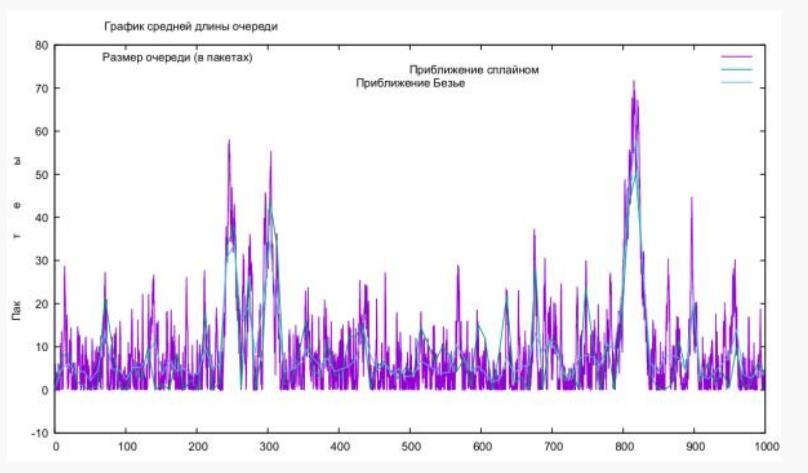 График средней длины очереди
80
Размер очереди (в пакетах)
Приближение сплайном
70
Приближение Безье
60
50
40
30
20
10
0
-10
Пак т е ы
0 100 200 300 400 500 600 700 800 900 1000